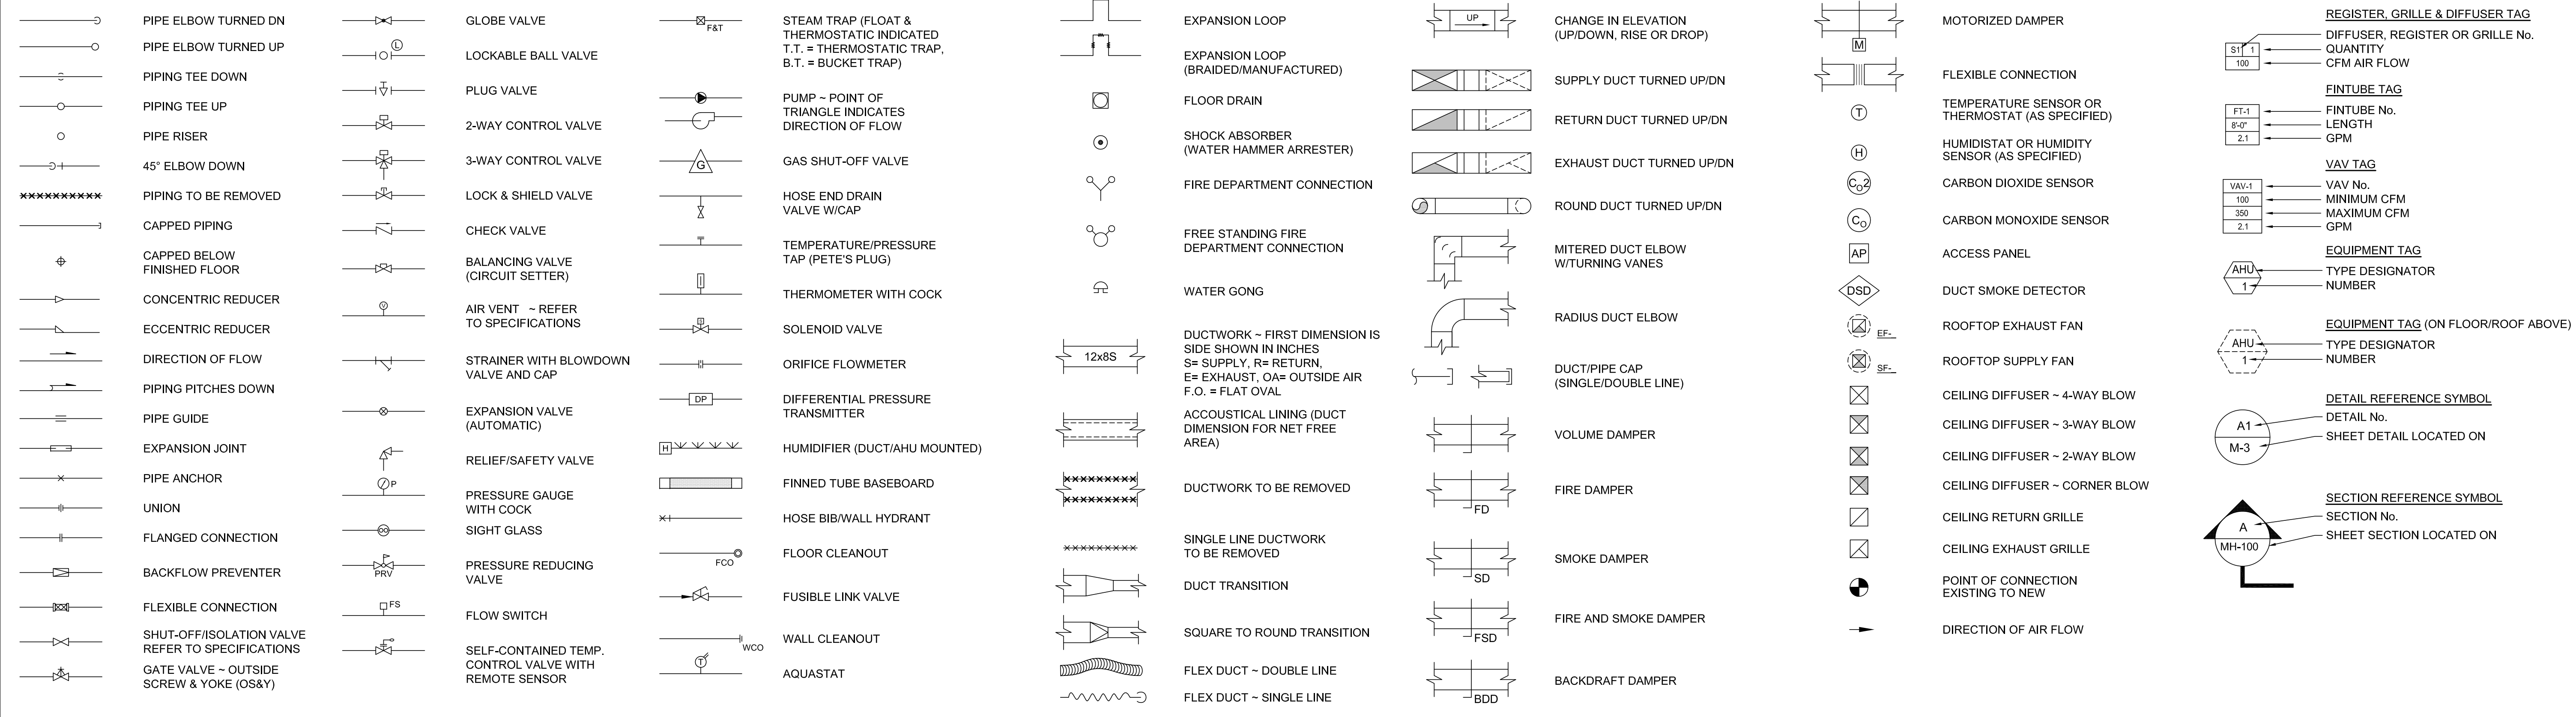 PIPE ELBOW TURNED DN
PIPE ELBOW TURNED UP
PIPING TEE DOWN
PIPING TEE UP
PIPE RISER
45° ELBOW DOWN
PIPING TO BE REMOVED
CAPPED PIPING
CAPPED BELOW
FINISHED FLOOR
CONCENTRIC REDUCER
ECCENTRIC REDUCER
DIRECTION OF FLOW
PIPING PITCHES DOWN
PIPE GUIDE
EXPANSION JOINT
PIPE ANCHOR
UNION
FLANGED CONNECTION
BACKFLOW PREVENTER
FLEXIBLE CONNECTION
SHUT-OFF/ISOLATION VALVE
REFER TO SPECIFICATIONS
GATE VALVE ~ OUTSIDE
SCREW & YOKE (OS&Y)
GLOBE VALVE
L
LOCKABLE BALL VALVE
PLUG VALVE
2-WAY CONTROL VALVE
3-WAY CONTROL VALVE
LOCK & SHIELD VALVE
CHECK VALVE
BALANCING VALVE
(CIRCUIT SETTER)
V
AIR VENT ~ REFER
TO SPECIFICATIONS
STRAINER WITH BLOWDOWN
VALVE AND CAP
EXPANSION VALVE
(AUTOMATIC)
RELIEF/SAFETY VALVE
P
PRESSURE GAUGE
WITH COCK
SIGHT GLASS
PRV
PRESSURE REDUCING
VALVE
FS
FLOW SWITCH
SELF-CONTAINED TEMP.
CONTROL VALVE WITH
REMOTE SENSOR
F&T
STEAM TRAP (FLOAT &
THERMOSTATIC INDICATED
T.T. = THERMOSTATIC TRAP,
B.T. = BUCKET TRAP)
PUMP ~ POINT OF
TRIANGLE INDICATES
DIRECTION OF FLOW
G
GAS SHUT-OFF VALVE
HOSE END DRAIN
VALVE W/CAP
TEMPERATURE/PRESSURE
TAP (PETE'S PLUG)
THERMOMETER WITH COCK
SOLENOID VALVE
ORIFICE FLOWMETER
DP
DIFFERENTIAL PRESSURE
TRANSMITTER
H
HUMIDIFIER (DUCT/AHU MOUNTED)
FINNED TUBE BASEBOARD
HOSE BIB/WALL HYDRANT
FCO
FLOOR CLEANOUT
FUSIBLE LINK VALVE
WCO
WALL CLEANOUT
T
AQUASTAT
EXPANSION LOOP
EXPANSION LOOP
(BRAIDED/MANUFACTURED)
FLOOR DRAIN
SHOCK ABSORBER
(WATER HAMMER ARRESTER)
FIRE DEPARTMENT CONNECTION
FREE STANDING FIRE
DEPARTMENT CONNECTION
WATER GONG
12x8S
DUCTWORK ~ FIRST DIMENSION IS
SIDE SHOWN IN INCHES
S= SUPPLY, R= RETURN,
E= EXHAUST, OA= OUTSIDE AIR
F.O. = FLAT OVAL
ACCOUSTICAL LINING (DUCT
DIMENSION FOR NET FREE
AREA)
DUCTWORK TO BE REMOVED
SINGLE LINE DUCTWORK
TO BE REMOVED
DUCT TRANSITION
SQUARE TO ROUND TRANSITION
FLEX DUCT ~ DOUBLE LINE
FLEX DUCT ~ SINGLE LINE
UP
CHANGE IN ELEVATION
(UP/DOWN, RISE OR DROP)
SUPPLY DUCT TURNED UP/DN
RETURN DUCT TURNED UP/DN
EXHAUST DUCT TURNED UP/DN
ROUND DUCT TURNED UP/DN
MITERED DUCT ELBOW
W/TURNING VANES
RADIUS DUCT ELBOW
DUCT/PIPE CAP
(SINGLE/DOUBLE LINE)
VOLUME DAMPER
FD
FIRE DAMPER
SD
SMOKE DAMPER
FSD
FIRE AND SMOKE DAMPER
BDD
BACKDRAFT DAMPER
M
MOTORIZED DAMPER
FLEXIBLE CONNECTION
T
TEMPERATURE SENSOR OR
THERMOSTAT (AS SPECIFIED)
H
HUMIDISTAT OR HUMIDITY
SENSOR (AS SPECIFIED)
CO2
CARBON DIOXIDE SENSOR
CO
CARBON MONOXIDE SENSOR
AP
ACCESS PANEL
DSD
DUCT SMOKE DETECTOR
EF-_
ROOFTOP EXHAUST FAN
SF-_
ROOFTOP SUPPLY FAN
CEILING DIFFUSER ~ 4-WAY BLOW
CEILING DIFFUSER ~ 3-WAY BLOW
CEILING DIFFUSER ~ 2-WAY BLOW
CEILING DIFFUSER ~ CORNER BLOW
CEILING RETURN GRILLE
CEILING EXHAUST GRILLE
POINT OF CONNECTION
EXISTING TO NEW
DIRECTION OF AIR FLOW
REGISTER, GRILLE & DIFFUSER TAG
DIFFUSER, REGISTER OR GRILLE No.
S1 1 QUANTITY
100 CFM AIR FLOW
FINTUBE TAG
FT-1 FINTUBE No.
8'-0" LENGTH
2.1 GPM
VAV TAG
VAV-1 VAV No.
100 MINIMUM CFM
350 MAXIMUM CFM
2.1 GPM
EQUIPMENT TAG
AHU TYPE DESIGNATOR
1 NUMBER
EQUIPMENT TAG (ON FLOOR/ROOF ABOVE)
AHU TYPE DESIGNATOR
1 NUMBER
DETAIL REFERENCE SYMBOL
A1 DETAIL No.
M-3 SHEET DETAIL LOCATED ON
SECTION REFERENCE SYMBOL
A SECTION No.
MH-100 SHEET SECTION LOCATED ON